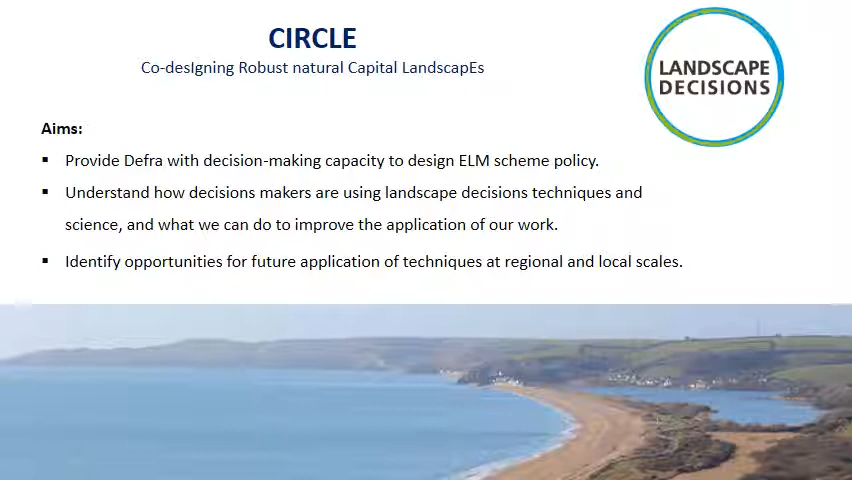 CIRCLE
Co-desIgning Robust natural Capital LandscapEs
LANDSCAPE
DECISIONS
Aims:
▪ Provide Defra with decision-making capacity to design ELM scheme policy.
▪ Understand how decisions makers are using landscape decisions techniques and
science, and what we can do to improve the application of our work.
▪ Identify opportunities for future application of techniques at regional and local scales.